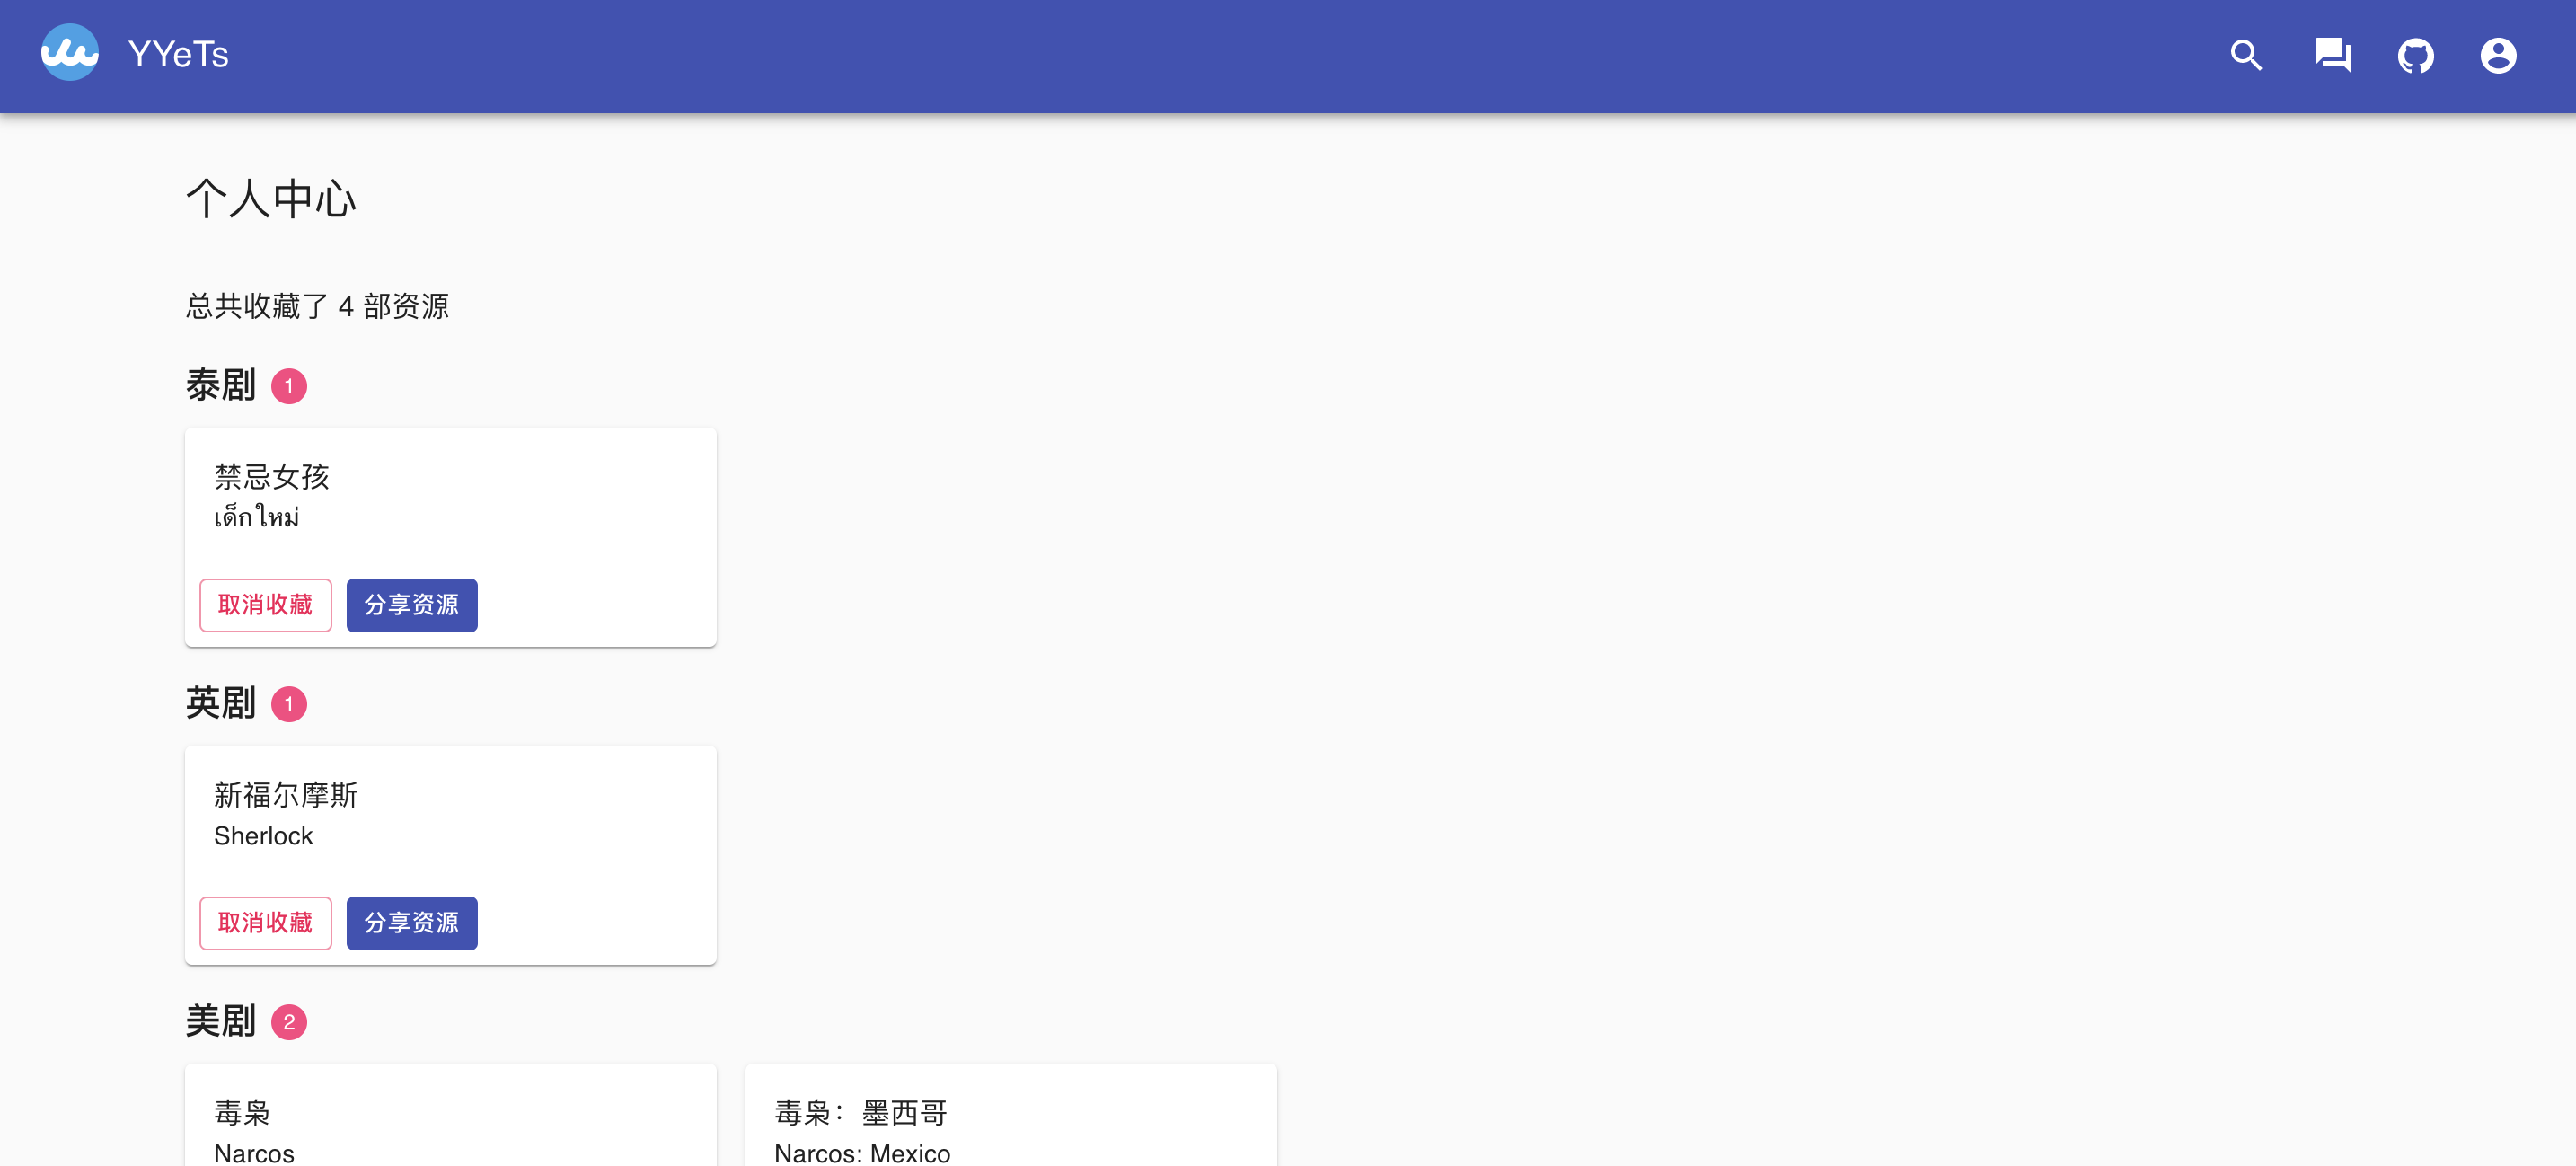 YYeTs
个人中心
总共收藏了 4 部资源
泰剧 1
禁忌女孩
เด็กใหม่
取消收藏 分享资源
英剧 1
新福尔摩斯
Sherlock
取消收藏 分享资源
美剧 2
毒枭 毒枭：墨西哥
Narcos Narcos: Mexico